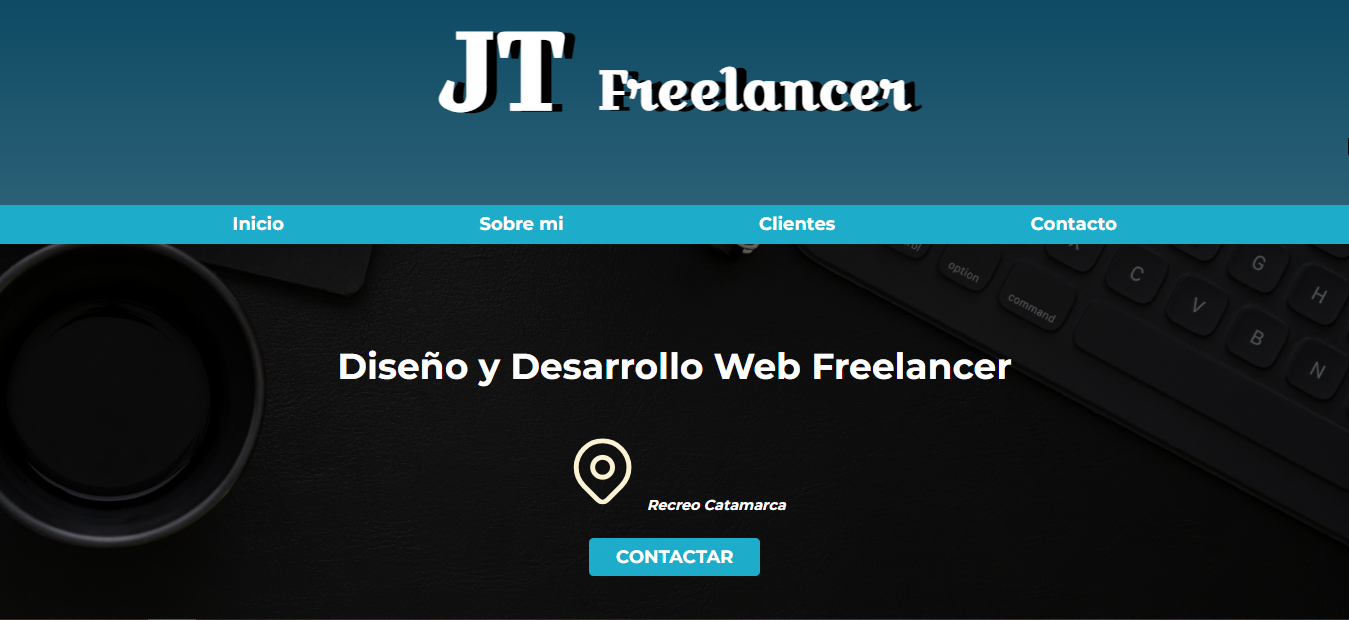 JT Freelancer
Inicio Sobre mi Clientes Contacto
option
command
X C V B N G H
Diseño y Desarrollo Web Freelancer
Recreo Catamarca
CONTACTAR